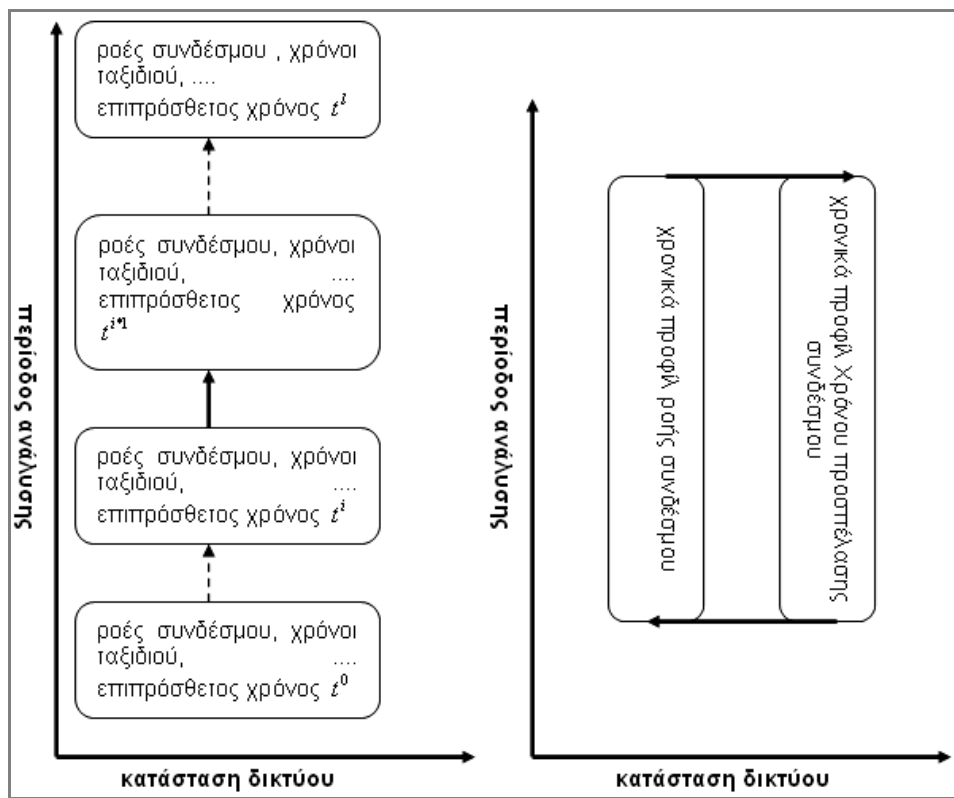 ροές συνδέσμου , χρόνοι
ταξιδιού, ....
επιπρόσθετος χρόνος t^l
ροές συνδέσμου, χρόνοι
ταξιδιού, ....
επιπρόσθετος χρόνος
t^{i+1}
ροές συνδέσμου, χρόνοι
ταξιδιού, ....
επιπρόσθετος χρόνος t^i
ροές συνδέσμου, χρόνοι
ταξιδιού, ....
επιπρόσθετος χρόνος t^0
περίοδος ανάλυσης
κατάσταση δικτύου
περίοδος ανάλυσης
χρονικά προφίλ ροής συνδέσμου
χρονικά προφίλ Χρόνου προσπέλασης
συνδέσμου
κατάσταση δικτύου